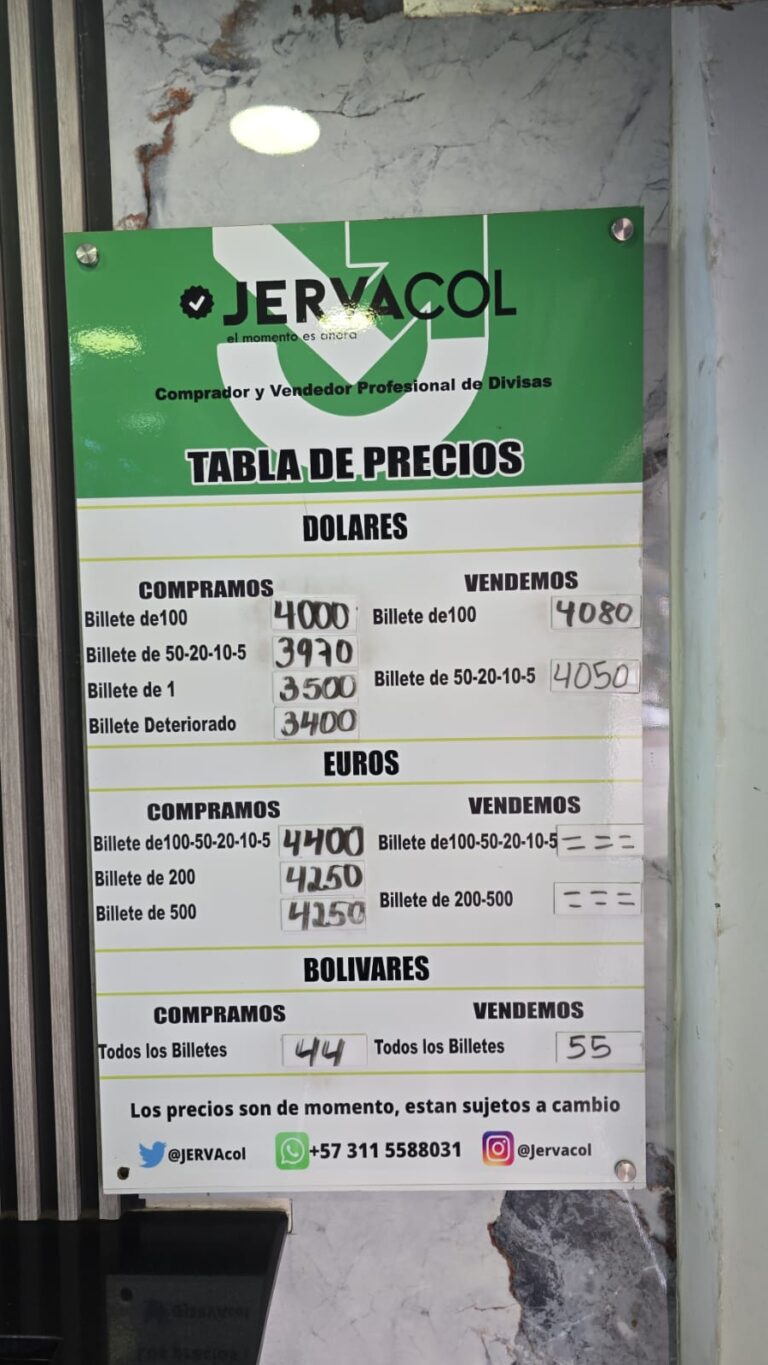 JERVACOL
el momento es ahora
Comprador y Vendedor Profesional de Divisas
TABLA DE PRECIOS
DOLARES
COMPRAMOS VENDEMOS
Billete de100 4000 Billete de100 4080
Billete de 50-20-10-5 3970
Billete de 1 3500 Billete de 50-20-10-5 4050
Billete Deteriorado 3400
EUROS
COMPRAMOS VENDEMOS
Billete de100-50-20-10-5 4400 Billete de100-50-20-10-5 = = =
Billete de 200 4250
Billete de 500 4250 Billete de 200-500 = = =
BOLIVARES
COMPRAMOS VENDEMOS
Todos los Billetes 44 Todos los Billetes 55
Los precios son de momento, estan sujetos a cambio
@JERVAcol +57 311 5588031 @Jervacol